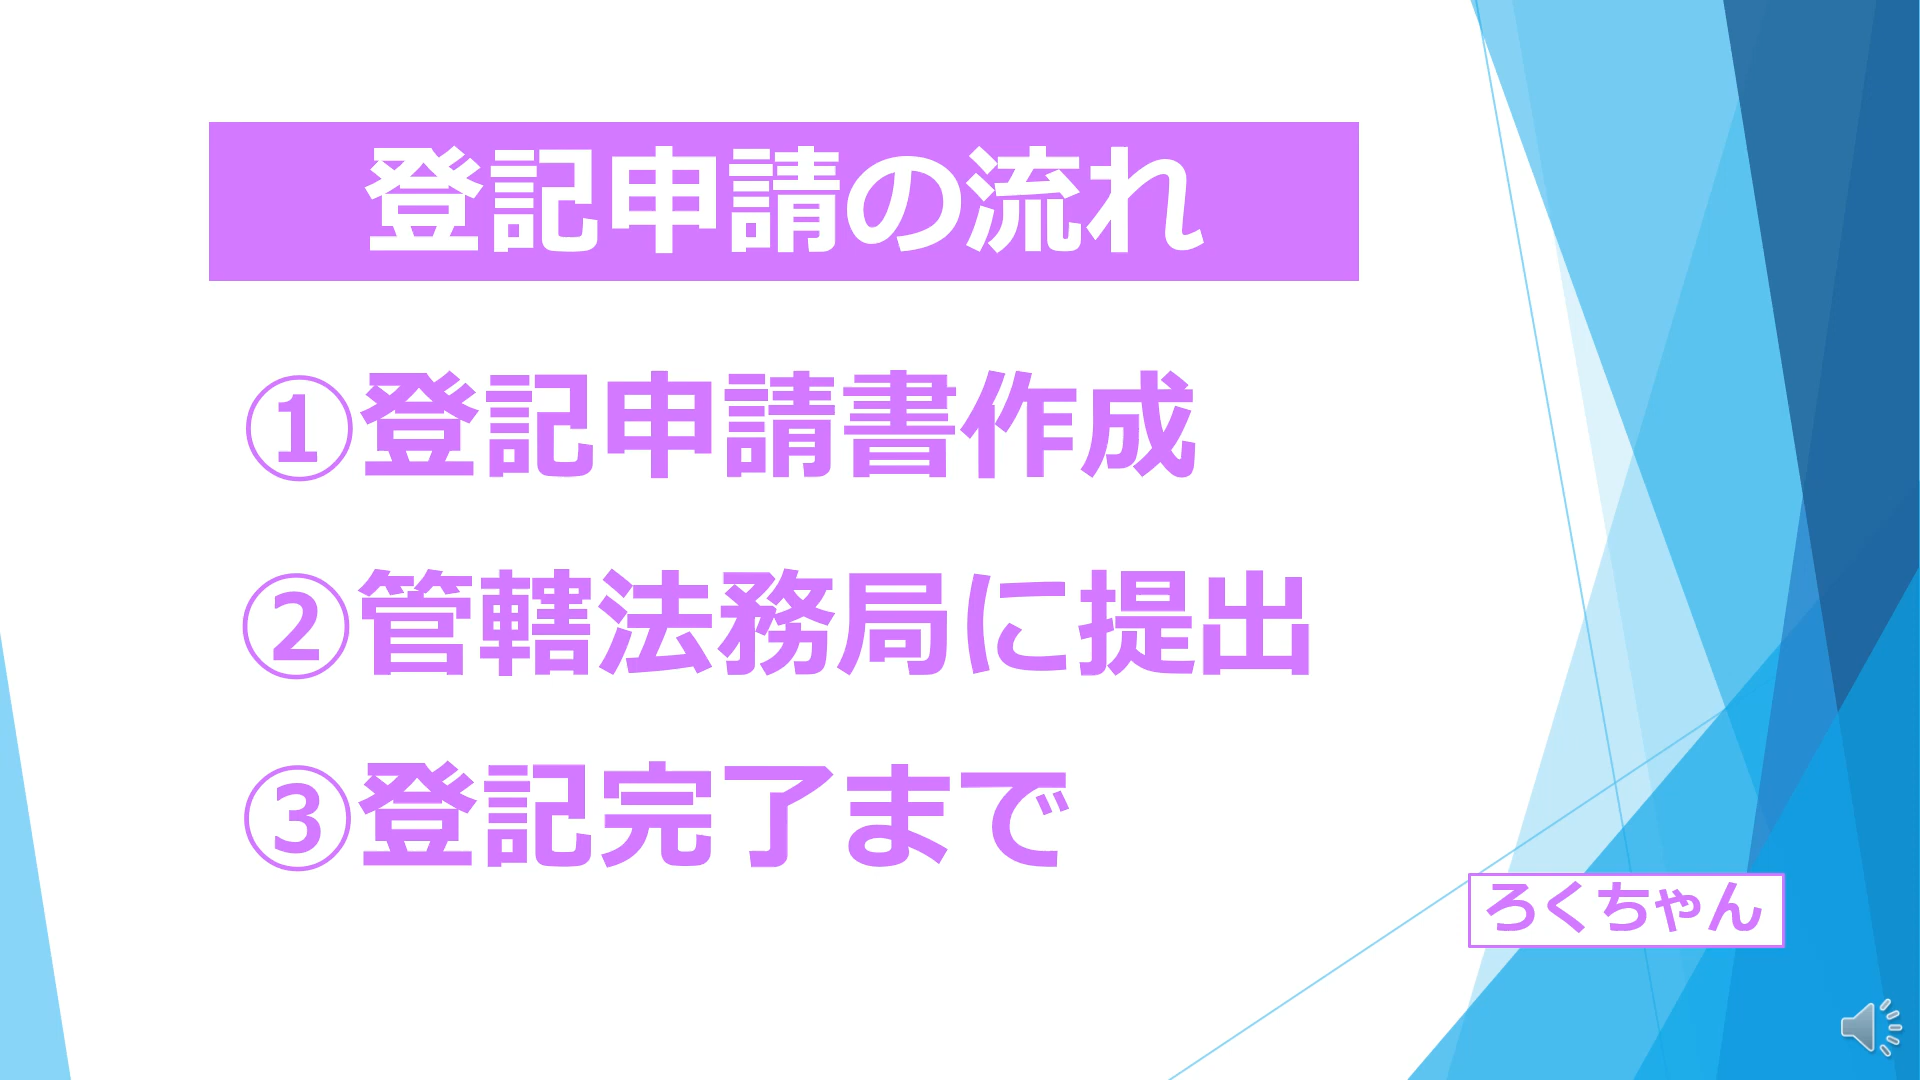 登記申請の流れ
①登記申請書作成
②管轄法務局に提出
③登記完了まで
ろくちゃん